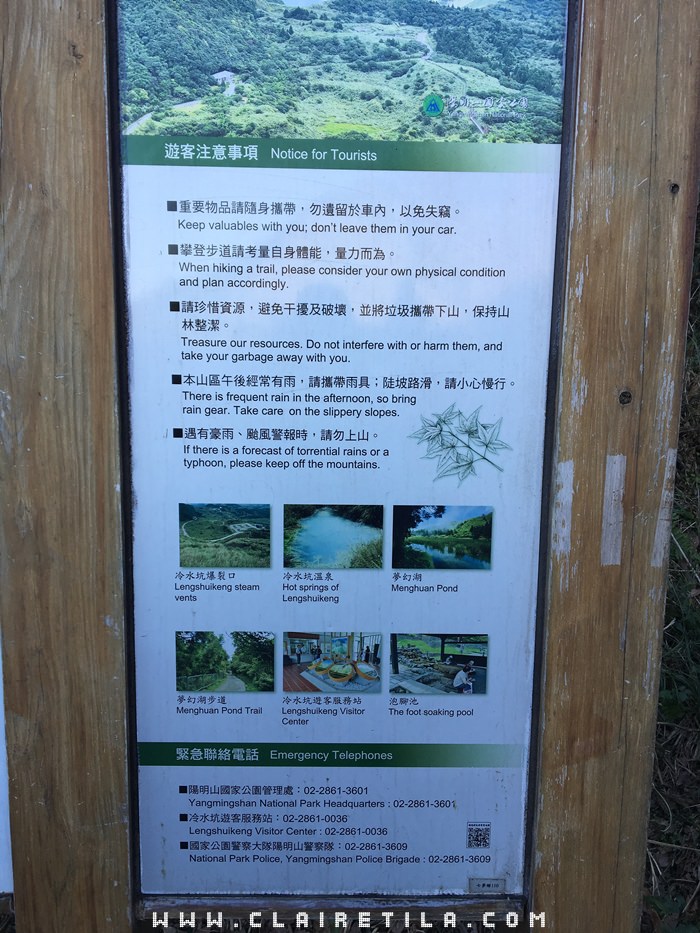 遊客注意事項 Notice for Tourists
■重要物品請隨身攜帶，勿遺留於車內，以免失竊。
Keep valuables with you; don't leave them in your car.
■攀登步道請考量自身體能，量力而為。
When hiking a trail, please consider your own physical condition
and plan accordingly.
■請珍惜資源，避免干擾及破壞，並將垃圾攜帶下山，保持山
林整潔。
Treasure our resources. Do not interfere with or harm them, and
take your garbage away with you.
■本山區午後經常有雨，請攜帶雨具；陡坡路滑，請小心慢行。
There is frequent rain in the afternoon, so bring
rain gear. Take care on the slippery slopes.
■遇有豪雨、颱風警報時，請勿上山。
If there is a forecast of torrential rains or a
typhoon, please keep off the mountains.
冷水坑爆裂口
Lengshuikeng steam
vents
冷水坑溫泉
Hot springs of
Lengshuikeng
夢幻湖
Menghuan Pond
夢幻湖步道
Menghuan Pond Trail
冷水坑遊客服務站
Lengshuikeng Visitor
Center
泡腳池
The foot soaking pool
緊急聯絡電話 Emergency Telephones
■陽明山國家公園管理處：02-2861-3601
Yangmingshan National Park Headquarters : 02-2861-3601
■冷水坑遊客服務站：02-2861-0036
Lengshuikeng Visitor Center : 02-2861-0036
■國家公園警察大隊陽明山警察隊：02-2861-3609
National Park Police, Yangmingshan Police Brigade : 02-2861-3609
WWW.CLAIRETILA.COM